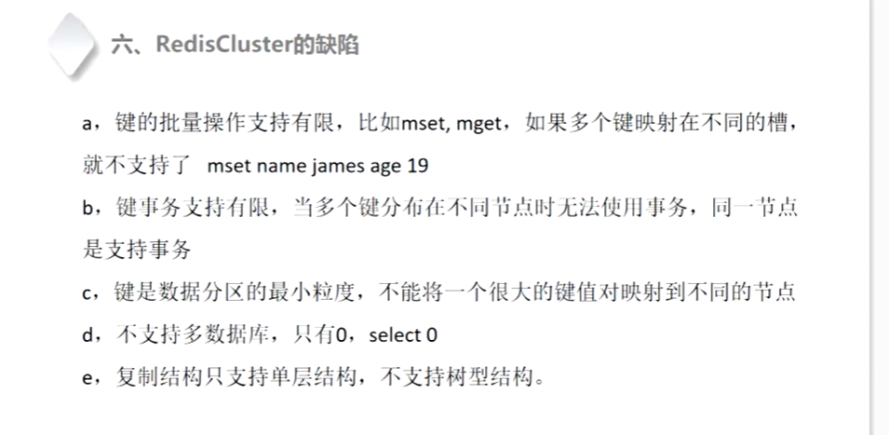 六、RedisCluster的缺陷
a，键的批量操作支持有限，比如mset, mget，如果多个键映射在不同的槽，
就不支持了 mset name james age 19
b，键事务支持有限，当多个键分布在不同节点时无法使用事务，同一节点
是支持事务
c，键是数据分区的最小粒度，不能将一个很大的键值对映射到不同的节点
d，不支持多数据库，只有0，select 0
e，复制结构只支持单层结构，不支持树型结构。